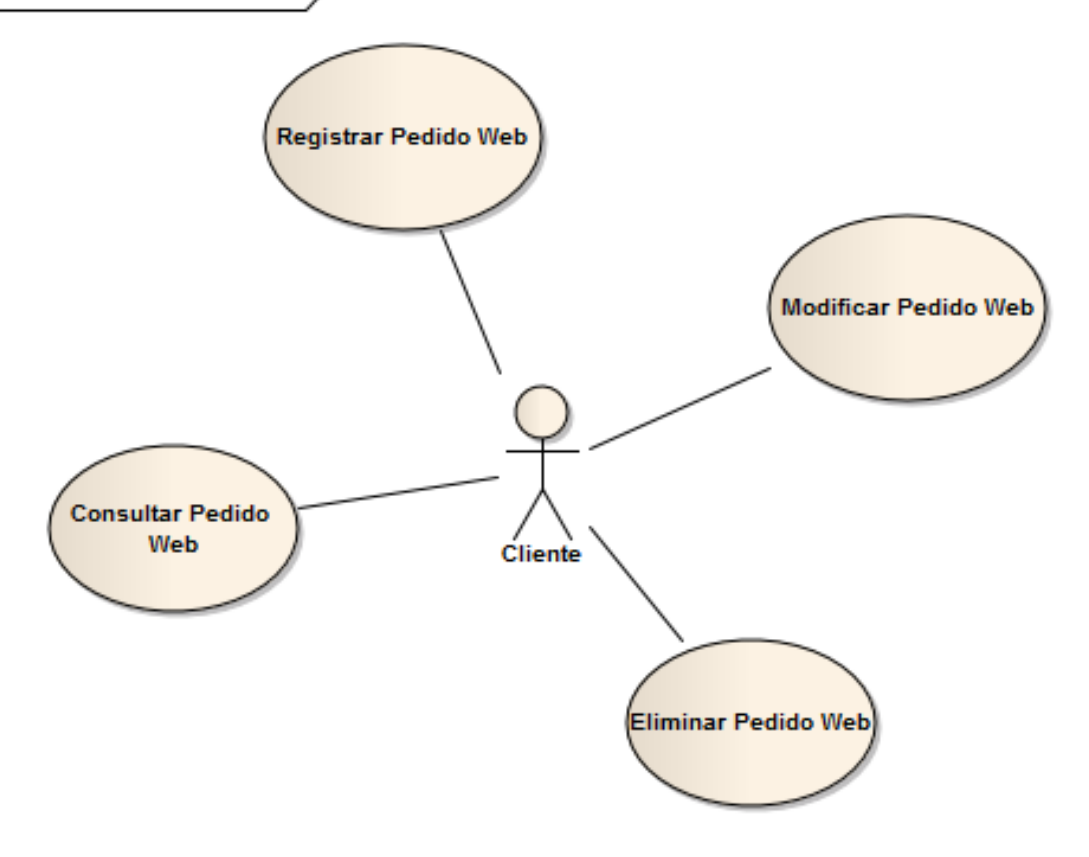 Registrar Pedido Web
Modificar Pedido Web
Consultar Pedido
Web
Cliente
Eliminar Pedido Web